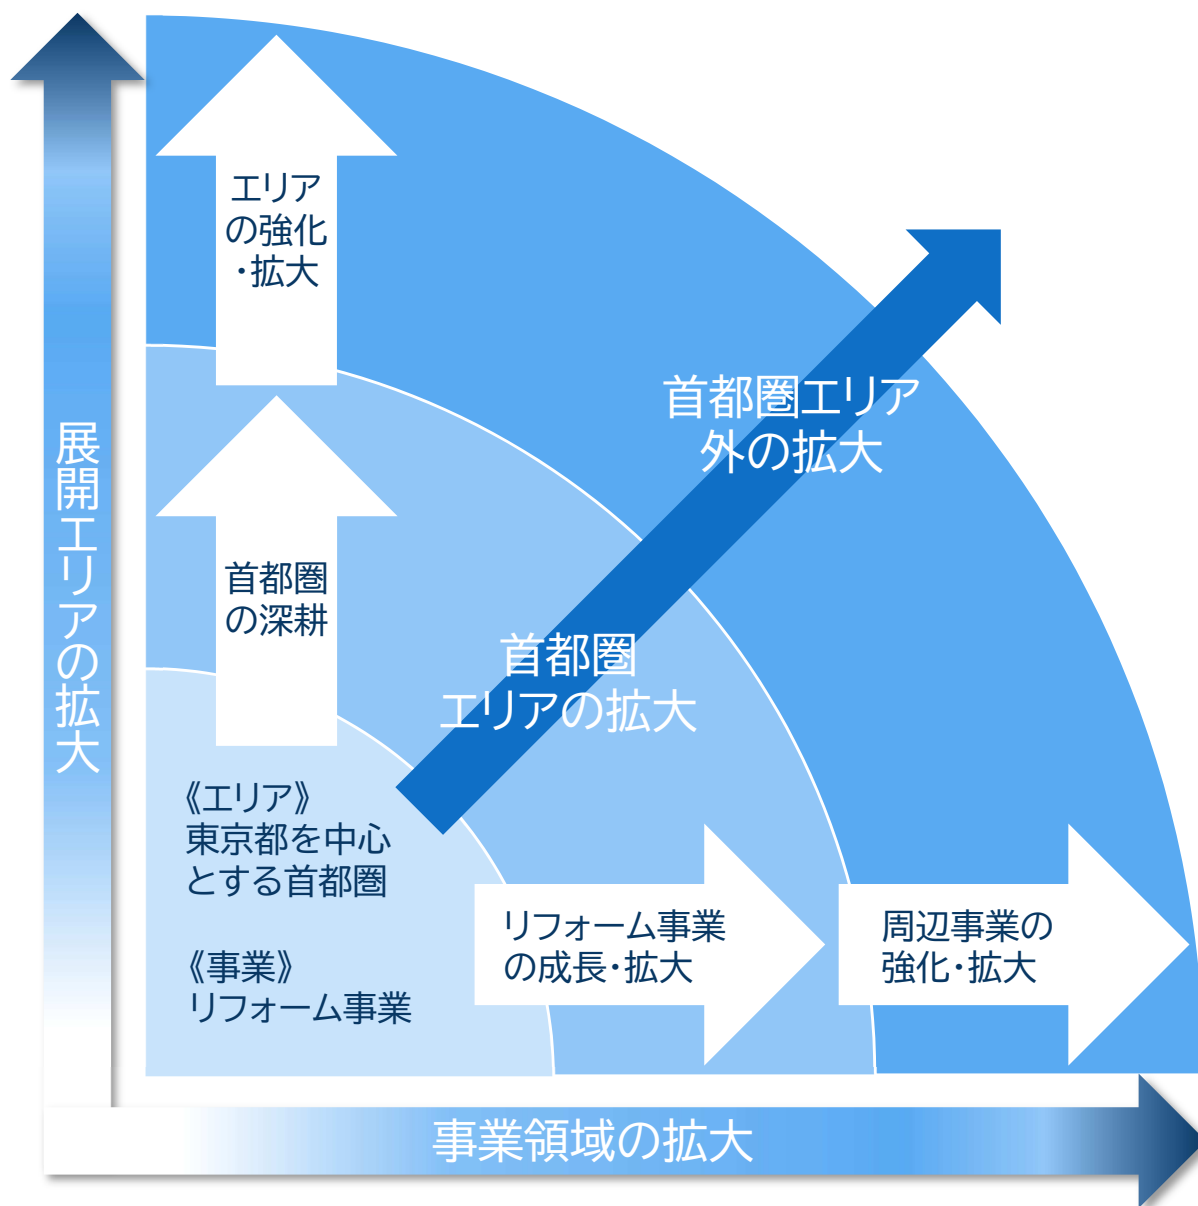 エリア
の強化
・拡大
首都圏エリア
外の拡大
展開エリアの拡大
首都圏
の深耕
首都圏
エリアの拡大
《エリア》
東京都を中心
とする首都圏
《事業》
リフォーム事業
リフォーム事業
の成長・拡大
周辺事業の
強化・拡大
事業領域の拡大